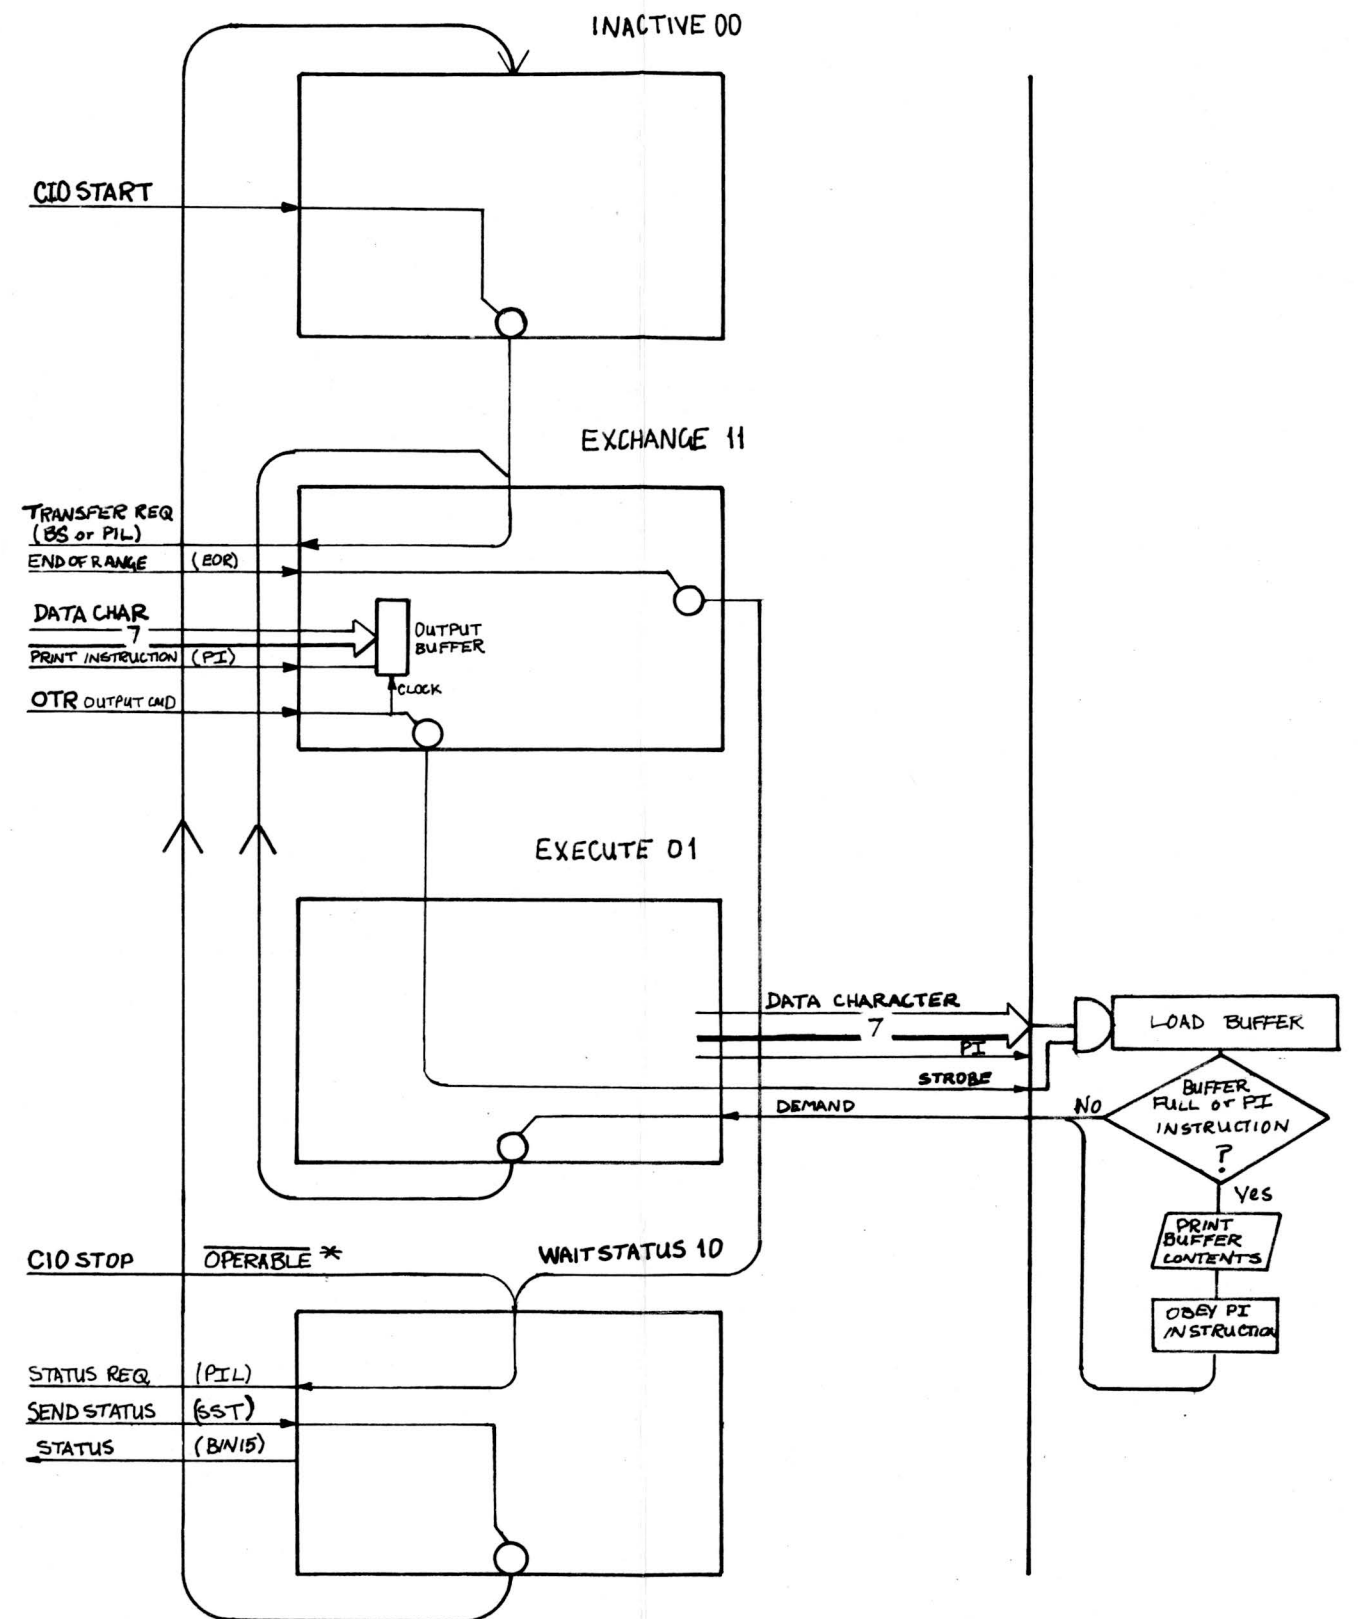 INACTIVE 00
CIO START
EXCHANGE 11
TRANSFER REQ
(BS or PIL)
END OF RANGE (EOR)
DATA CHAR
7
OUTPUT
BUFFER
PRINT INSTRUCTION (PI)
CLOCK
OTR OUTPUT CMD
EXECUTE 01
DATA CHARACTER
7
PI
STROBE
DEMAND
LOAD BUFFER
BUFFER
FULL or PI
INSTRUCTION
?
No
Yes
PRINT
BUFFER
CONTENTS
OBEY PI
INSTRUCTION
CIO STOP OPERABLE * WAIT STATUS 10
STATUS REQ (PIL)
SEND STATUS (SST)
STATUS (BIN15)